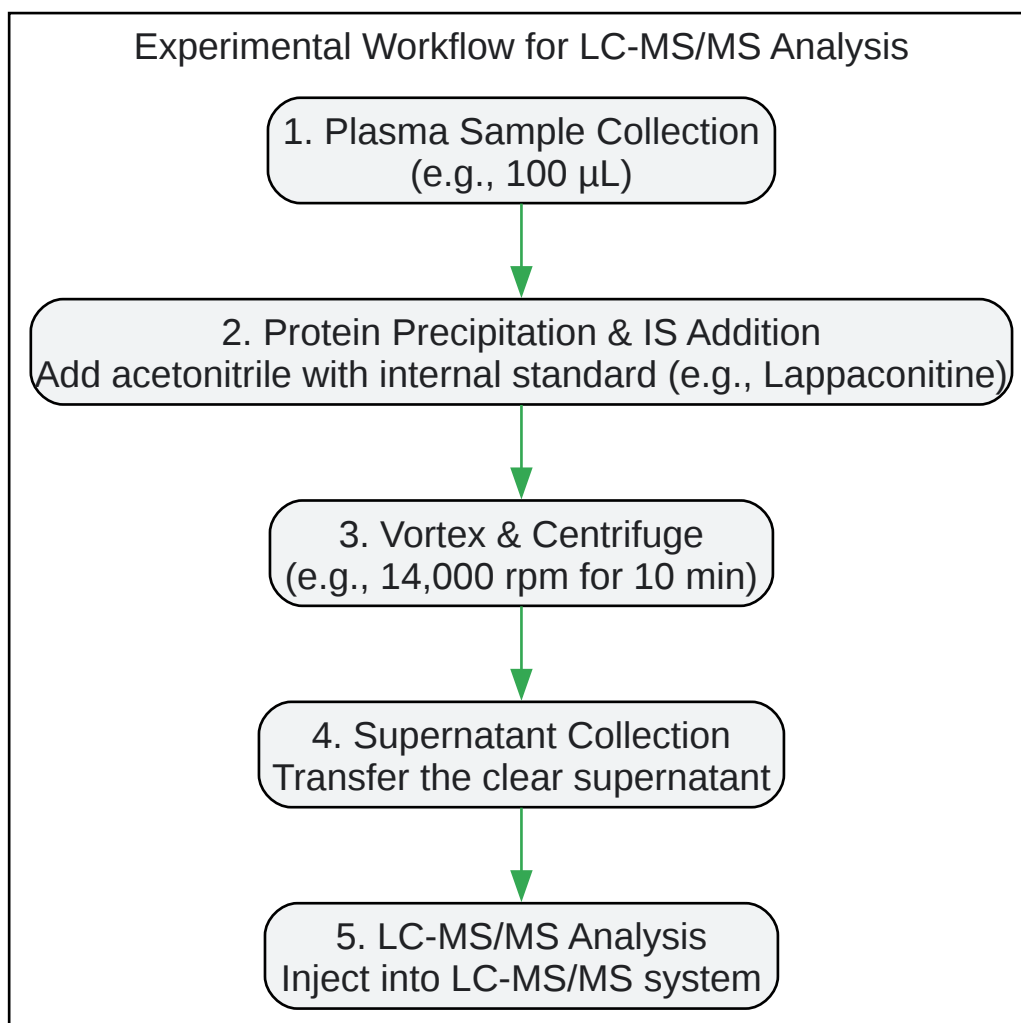 Experimental Workflow for LC-MS/MS Analysis
1. Plasma Sample Collection
(e.g., 100 µL)
2. Protein Precipitation & IS Addition
Add acetonitrile with internal standard (e.g., Lappaconitine)
3. Vortex & Centrifuge
(e.g., 14,000 rpm for 10 min)
4. Supernatant Collection
Transfer the clear supernatant
5. LC-MS/MS Analysis
Inject into LC-MS/MS system